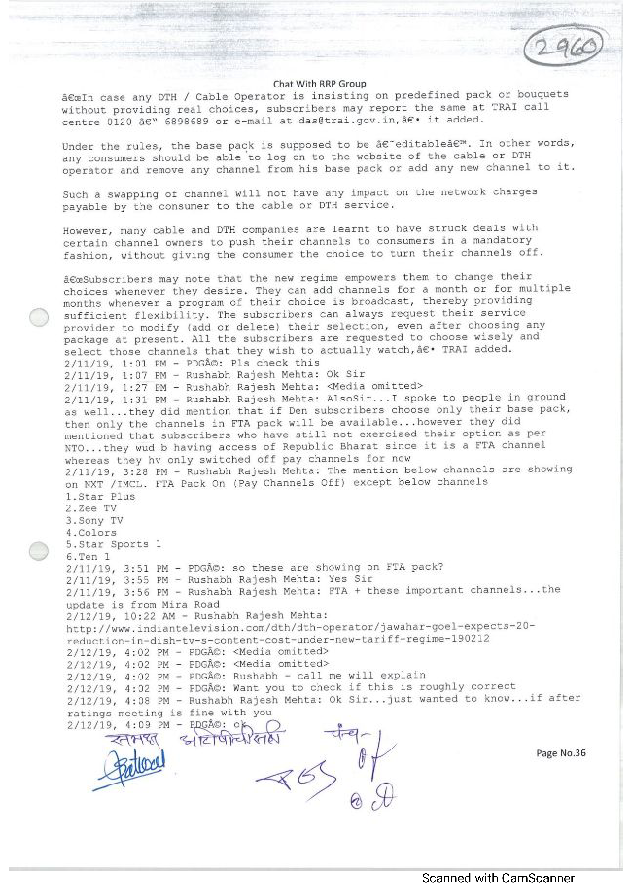 2960
Chat With RRP Group
â€œIn case any DTH / Cable Operator is insisting on predefined pack or bouquets
without providing real choices, subscribers may report the same at TRAI call
centre 0120 â€“ 6898689 or e-mail at das@trai.gov.in,â€• it added.
Under the rules, the base pack is supposed to be â€˜editableâ€™. In other words,
any consumers should be able to log on to the website of the cable or DTH
operator and remove any channel from his base pack or add any new channel to it.
Such a swapping of channel will not have any impact on the network charges
payable by the consumer to the cable or DTH service.
However, many cable and DTH companies are learnt to have struck deals with
certain channel owners to push their channels to consumers in a mandatory
fashion, without giving the consumer the choice to turn their channels off.
â€œSubscribers may note that the new regime empowers them to change their
choices whenever they desire. They can add channels for a month or for multiple
months whenever a program of their choice is broadcast, thereby providing
sufficient flexibility. The subscribers can always request their service
provider to modify (add or delete) their selection, even after choosing any
package at present. All the subscribers are requested to choose wisely and
select those channels that they wish to actually watch,â€• TRAI added.
2/11/19, 1:01 PM - PDGÂ©: Pls check this
2/11/19, 1:07 PM - Rushabh Rajesh Mehta: Ok Sir
2/11/19, 1:27 PM - Rushabh Rajesh Mehta: <Media omitted>
2/11/19, 1:31 PM - Rushabh Rajesh Mehta: AlsoSir...I spoke to people in ground
as well...they did mention that if Den subscribers choose only their base pack,
then only the channels in FTA pack will be available...however they did
mentioned that subscribers who have still not exercised their option as per
NTO...they wud b having access of Republic Bharat since it is a FTA channel
whereas they hv only switched off pay channels for now
2/11/19, 3:28 PM - Rushabh Rajesh Mehta: The mention below channels are showing
on NXT /IMCL. FTA Pack On (Pay Channels Off) except below channels
1.Star Plus
2.Zee TV
3.Sony TV
4.Colors
5.Star Sports 1
6.Ten 1
2/11/19, 3:51 PM - PDGÂ©: so these are showing on FTA pack?
2/11/19, 3:55 PM - Rushabh Rajesh Mehta: Yes Sir
2/11/19, 3:56 PM - Rushabh Rajesh Mehta: FTA + these important channels...the
update is from Mira Road
2/12/19, 10:22 AM - Rushabh Rajesh Mehta:
http://www.indiantelevision.com/dth/dth-operator/jawahar-goel-expects-20-
reduction-in-dish-tv-s-content-cost-under-new-tariff-regime-190212
2/12/19, 4:02 PM - PDGÂ©: <Media omitted>
2/12/19, 4:02 PM - PDGÂ©: <Media omitted>
2/12/19, 4:02 PM - PDGÂ©: Rushabh - call me will explain
2/12/19, 4:02 PM - PDGÂ©: Want you to check if this is roughly correct
2/12/19, 4:08 PM - Rushabh Rajesh Mehta: Ok Sir...just wanted to know...if after
ratings meeting is fine with you
2/12/19, 4:09 PM - PDGÂ©: ok
समक्ष
पंच-
Page No.36
Scanned with CamScanner